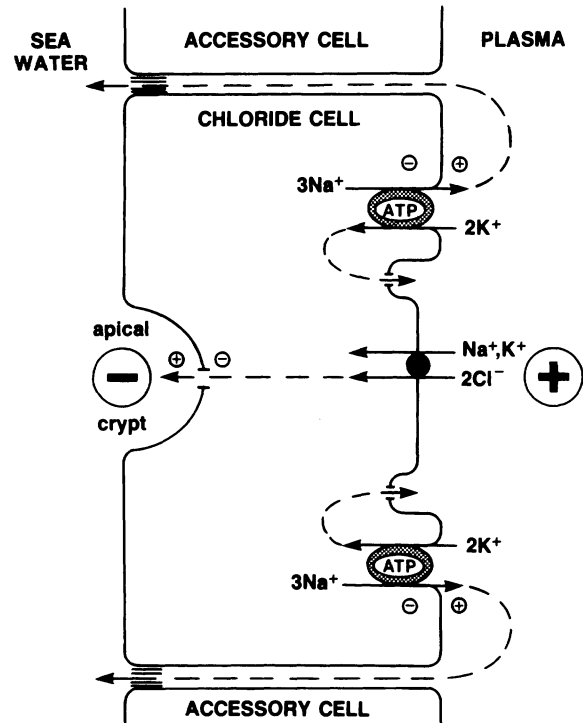 SEA WATER
ACCESSORY CELL
PLASMA
CHLORIDE CELL
⊖ ⊕
3Na⁺
ATP
2K⁺
apical
⊕ ⊖
Na⁺,K⁺
−
2Cl⁻
+
crypt
2K⁺
ATP
3Na⁺
⊖ ⊕
ACCESSORY CELL